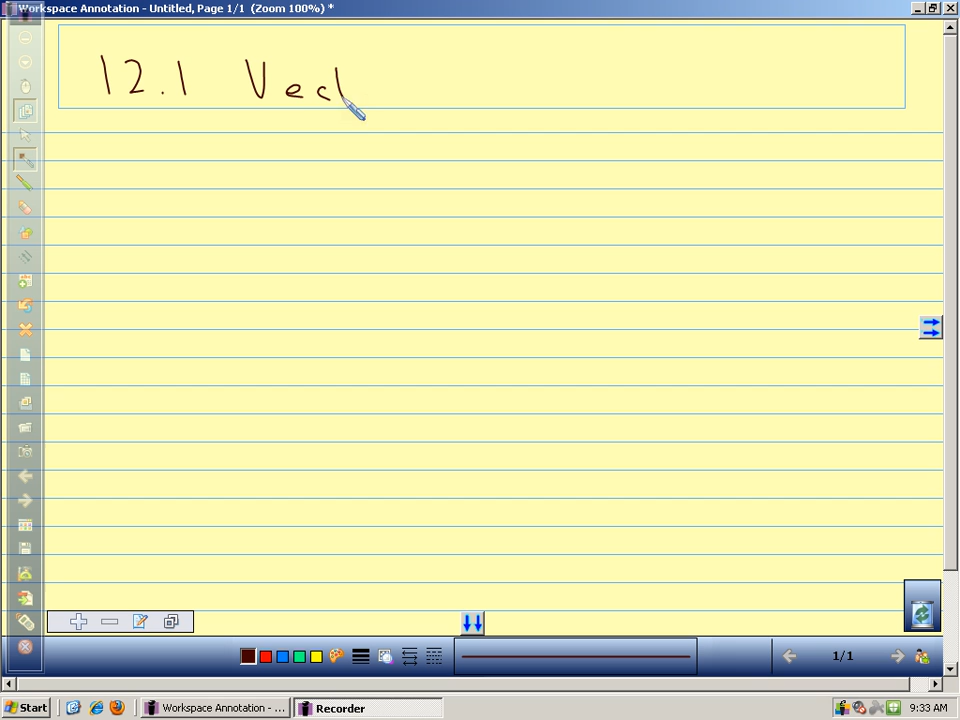 Workspace Annotation - Untitled, Page 1/1 (Zoom 100%) *
12.1 Vec
1/1
Start
Workspace Annotation - ...
Recorder
9:33 AM